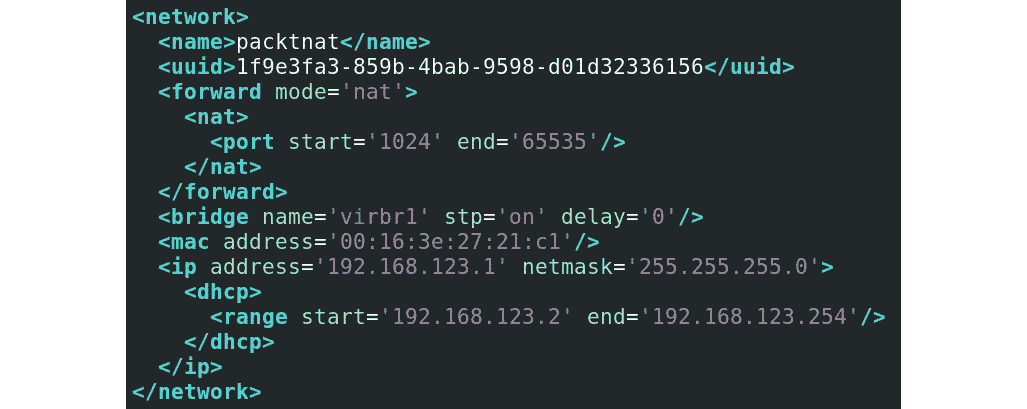 <network>
  <name>packtnat</name>
  <uuid>1f9e3fa3-859b-4bab-9598-d01d32336156</uuid>
  <forward mode='nat'>
    <nat>
      <port start='1024' end='65535'/>
    </nat>
  </forward>
  <bridge name='virbr1' stp='on' delay='0'/>
  <mac address='00:16:3e:27:21:c1'/>
  <ip address='192.168.123.1' netmask='255.255.255.0'>
    <dhcp>
      <range start='192.168.123.2' end='192.168.123.254'/>
    </dhcp>
  </ip>
</network>